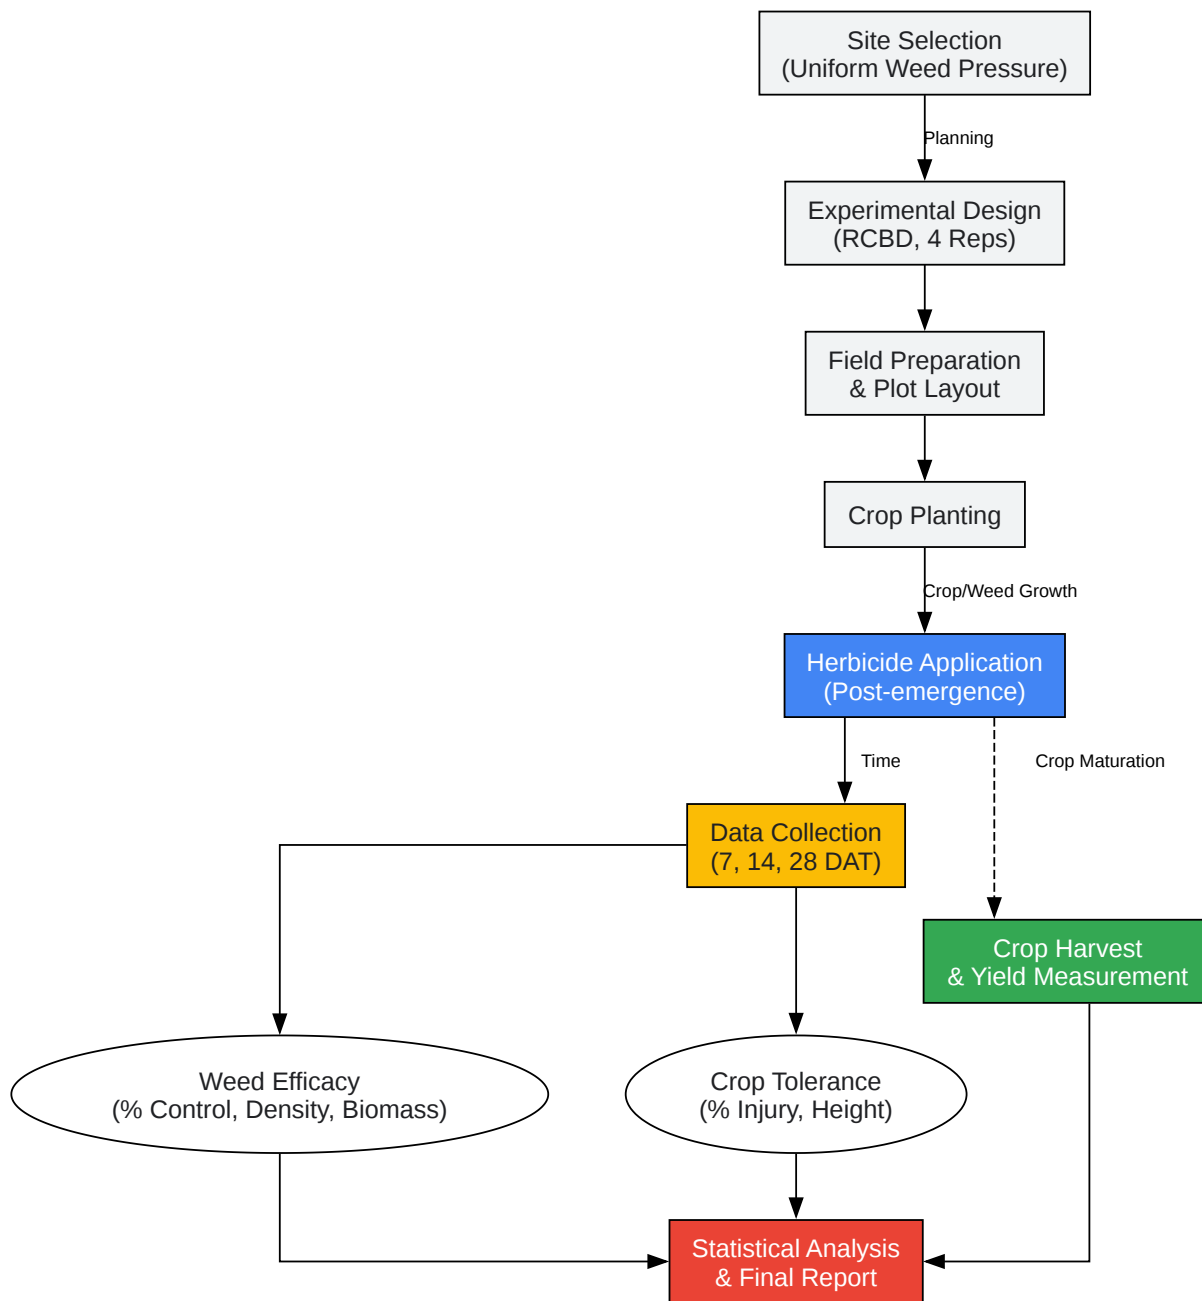 Site Selection
(Uniform Weed Pressure)
Planning
Experimental Design
(RCBD, 4 Reps)
Field Preparation
& Plot Layout
Crop Planting
Crop/Weed Growth
Herbicide Application
(Post-emergence)
Time
Crop Maturation
Data Collection
(7, 14, 28 DAT)
Crop Harvest
& Yield Measurement
Weed Efficacy
(% Control, Density, Biomass)
Crop Tolerance
(% Injury, Height)
Statistical Analysis
& Final Report